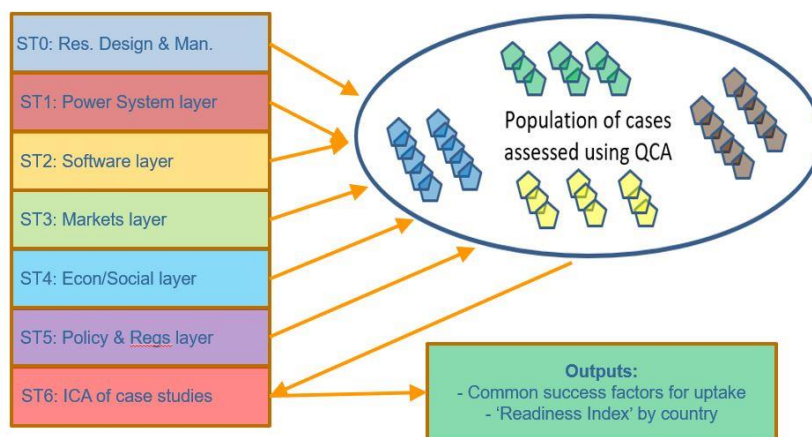 ST0: Res. Design & Man.
ST1: Power System layer
ST2: Software layer
ST3: Markets layer
ST4: Econ/Social layer
ST5: Policy & Regs layer
ST6: ICA of case studies
Population of cases
assessed using QCA
Outputs:
- Common success factors for uptake
- ‘Readiness Index’ by country